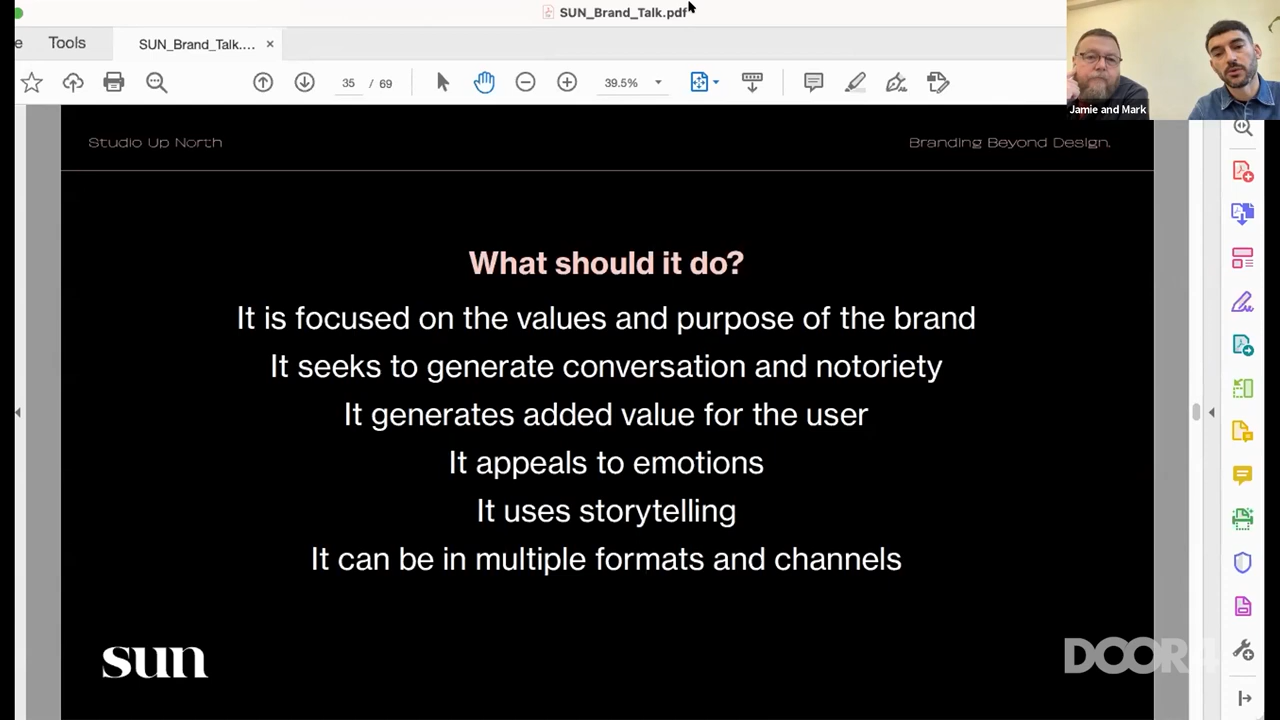 SUN_Brand_Talk.pdf
e
Tools
SUN_Brand_Talk.... ×
35 / 69
39.5%
Jamie and Mark
Studio Up North
Branding Beyond Design.
What should it do?
It is focused on the values and purpose of the brand
It seeks to generate conversation and notoriety
It generates added value for the user
It appeals to emotions
It uses storytelling
It can be in multiple formats and channels
sun
DOOR4